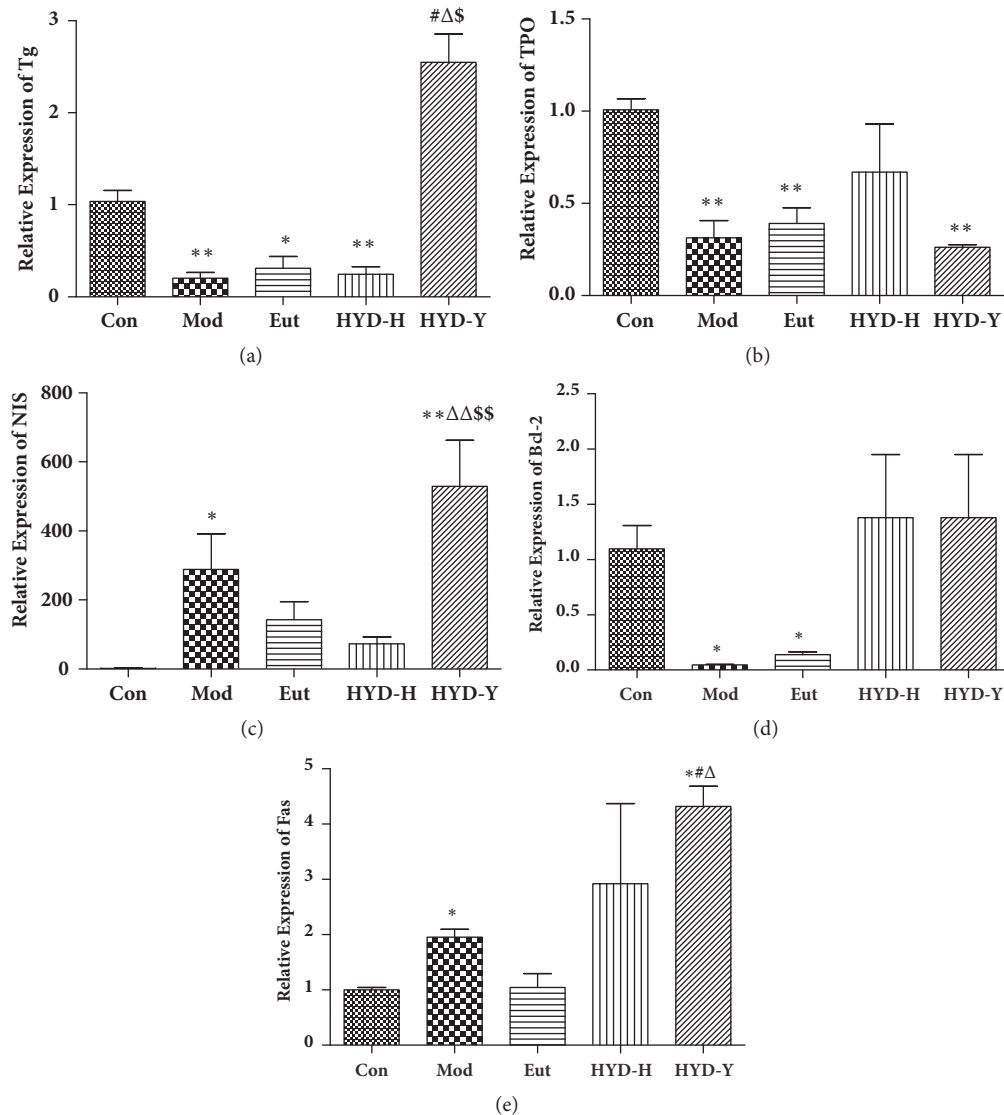 Relative Expression of Tg
3
2
1
0
**
*
**
#Δ$
Con Mod Eut HYD-H HYD-Y
(a)
Relative Expression of TPO
1.5
1.0
0.5
0.0
**
**
**
Con Mod Eut HYD-H HYD-Y
(b)
Relative Expression of NIS
800
600
400
200
0
*
**ΔΔ$$
Con Mod Eut HYD-H HYD-Y
(c)
Relative Expression of Bcl-2
2.5
2.0
1.5
1.0
0.5
0.0
*
*
Con Mod Eut HYD-H HYD-Y
(d)
Relative Expression of Fas
5
4
2
1
0
*
*#Δ
Con Mod Eut HYD-H HYD-Y
(e)